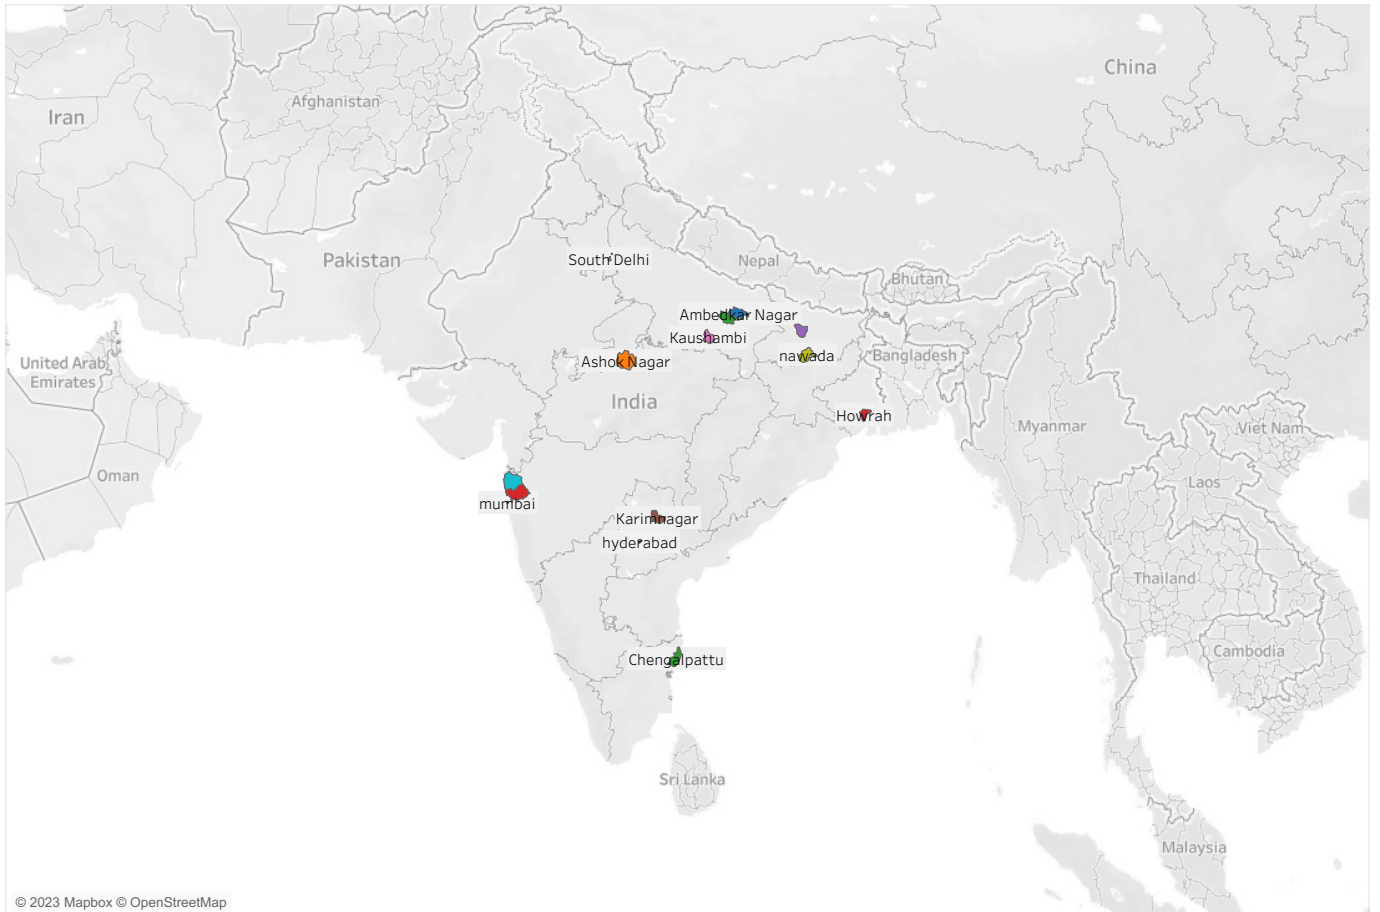 China
Afghanistan
Iran
Pakistan
South Delhi
Nepal
Bhutan
Ambedkar Nagar
Kaushambi
nawada
Bangladesh
Ashok Nagar
United Arab
Emirates
India
Howrah
Myanmar
Viet Nam
Oman
Laos
mumbai
Karimnagar
hyderabad
Thailand
Cambodia
Chengalpattu
Sri Lanka
Malaysia
© 2023 Mapbox © OpenStreetMap